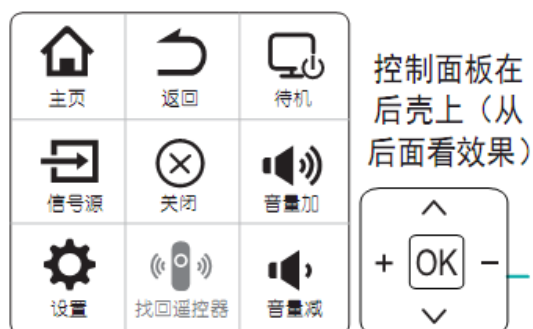 主页
返回
待机
信号源
关闭
音量加
设置
找回遥控器
音量减
控制面板在
后壳上（从
后面看效果）
+ OK −